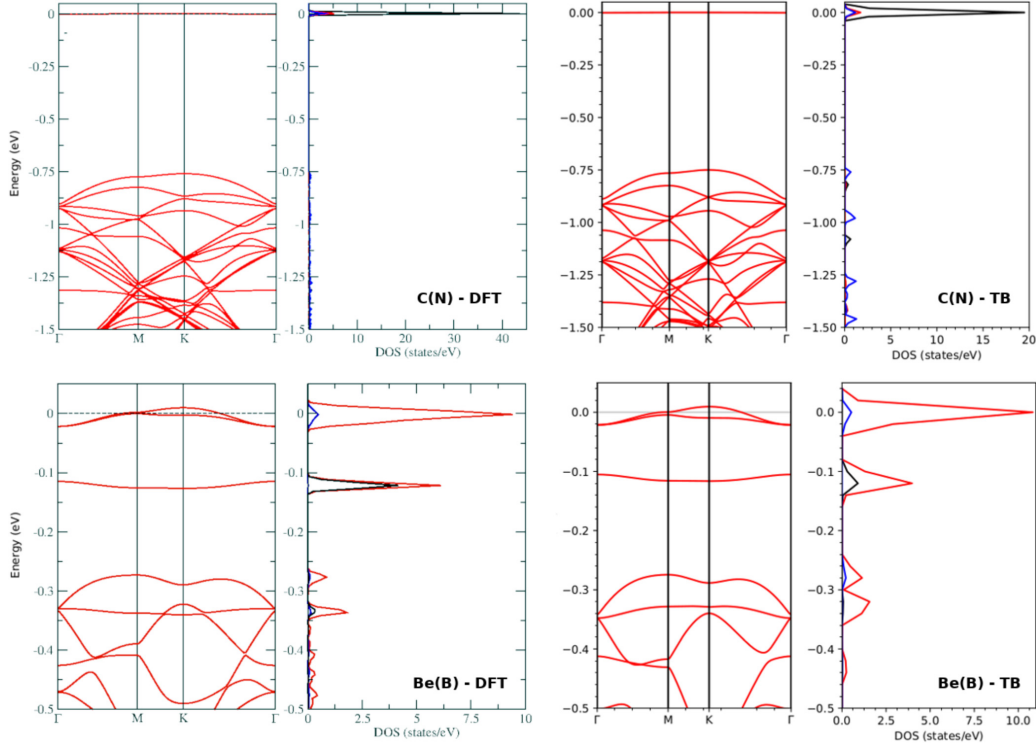 0
-0.25
-0.5
-0.75
-1
-1.25
-1.5
Energy (eV)
Γ
M
K
Γ
0
-0.25
-0.5
-0.75
-1
-1.25
-1.5
0
10
20
30
40
DOS (states/eV)
C(N) - DFT
0.00
−0.25
−0.50
−0.75
−1.00
−1.25
−1.50
Γ
M
K
Γ
0.00
−0.25
−0.50
−0.75
−1.00
−1.25
−1.50
0
5
10
15
20
DOS (states/eV)
C(N) - TB
0
-0.1
-0.2
-0.3
-0.4
-0.5
Energy (eV)
Γ
M
K
Γ
0
-0.1
-0.2
-0.3
-0.4
-0.5
0
2.5
5
7.5
10
DOS (states/eV)
Be(B) - DFT
0.0
−0.1
−0.2
−0.3
−0.4
−0.5
Γ
M
K
Γ
0.0
−0.1
−0.2
−0.3
−0.4
−0.5
0.0
2.5
5.0
7.5
10.0
DOS (states/eV)
Be(B) - TB